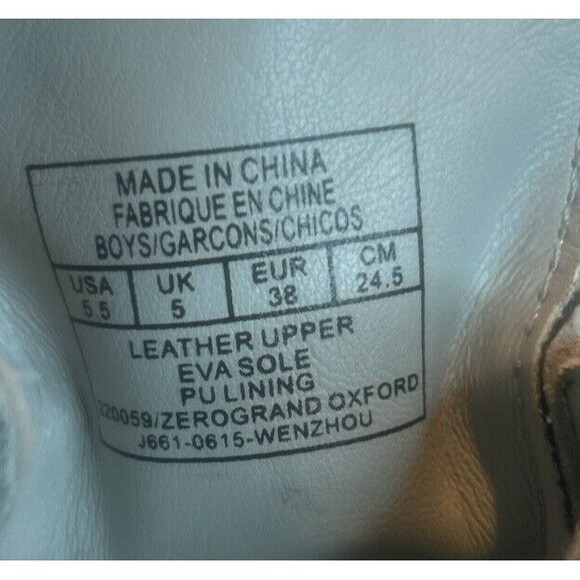 MADE IN CHINA
FABRIQUE EN CHINE
BOYS/GARCONS/CHICOS
USA UK EUR CM
5.5 5 38 24.5
LEATHER UPPER
EVA SOLE
PU LINING
220059/ZEROGRAND OXFORD
J661-0615-WENZHOU